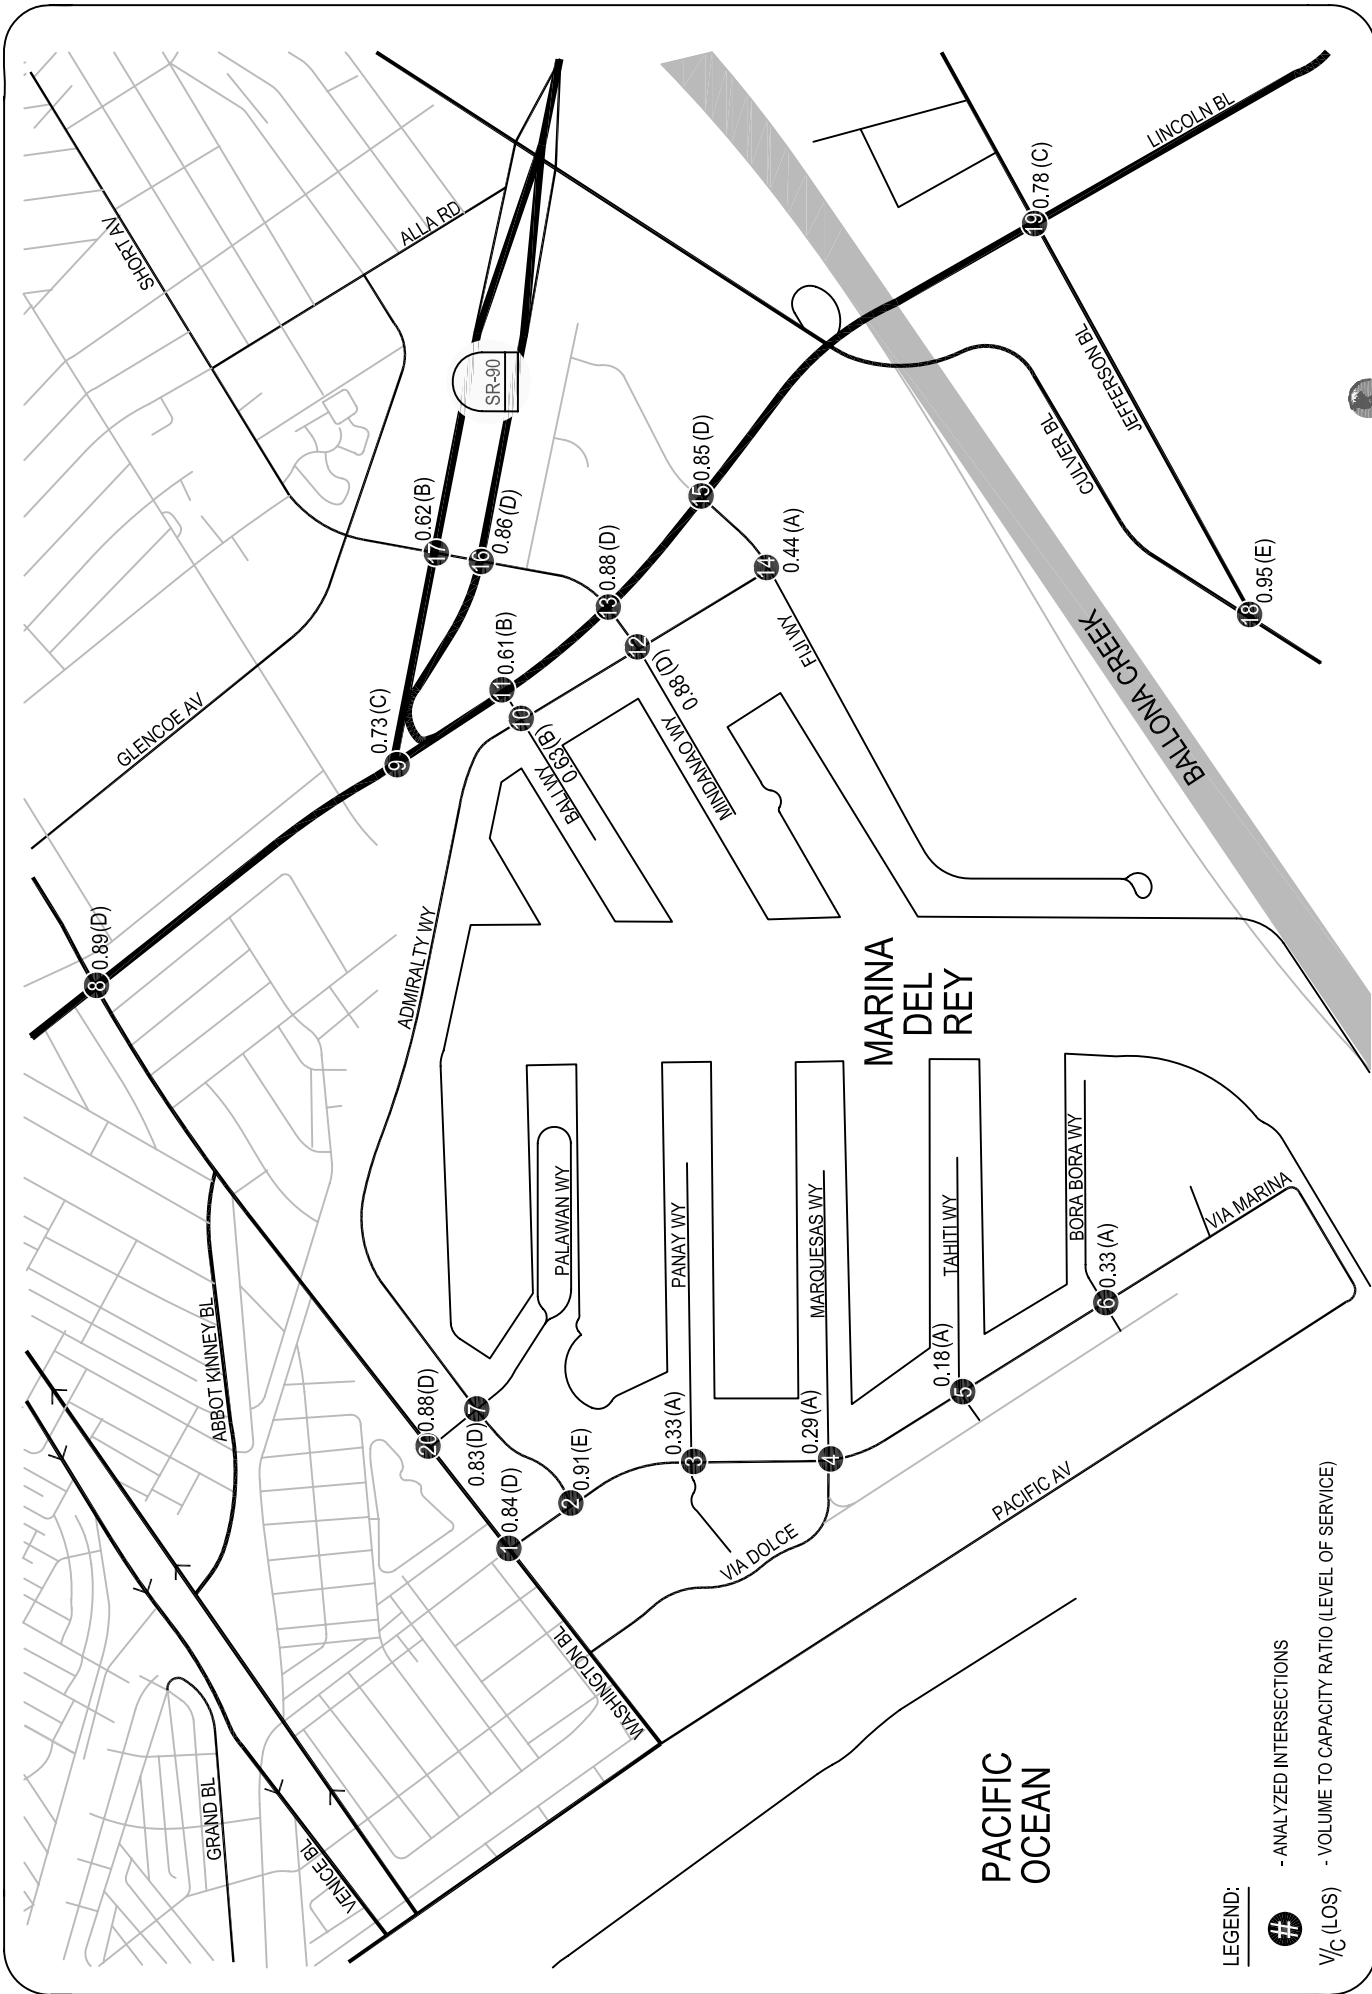 SHORT AV
ALLA RD
SR-90
GLENCOE AV
LINCOLN BL
JEFFERSON BL
CULVER BL
BALLONA CREEK
FIJI WY
MINDANAO WY
BALI WY
ADMIRALTY WY
MARINA
DEL
REY
PALAWAN WY
PANAY WY
MARQUESAS WY
TAHITI WY
BORA BORA WY
VIA MARINA
ABBOT KINNEY BL
PACIFIC AV
VIA DOLCE
WASHINGTON BL
GRAND BL
VENICE BL
PACIFIC
OCEAN
1 0.84 (D)
2 0.91 (E)
3 0.33 (A)
4 0.29 (A)
5 0.18 (A)
6 0.33 (A)
7 0.83 (D)
8 0.89 (D)
9 0.73 (C)
10 0.63 (B)
11 0.61 (B)
12 0.88 (D)
13 0.88 (D)
14 0.44 (A)
15 0.85 (D)
16 0.86 (D)
17 0.62 (B)
18 0.95 (E)
19 0.78 (C)
20 0.88 (D)
LEGEND:
# - ANALYZED INTERSECTIONS
V/C (LOS) - VOLUME TO CAPACITY RATIO (LEVEL OF SERVICE)